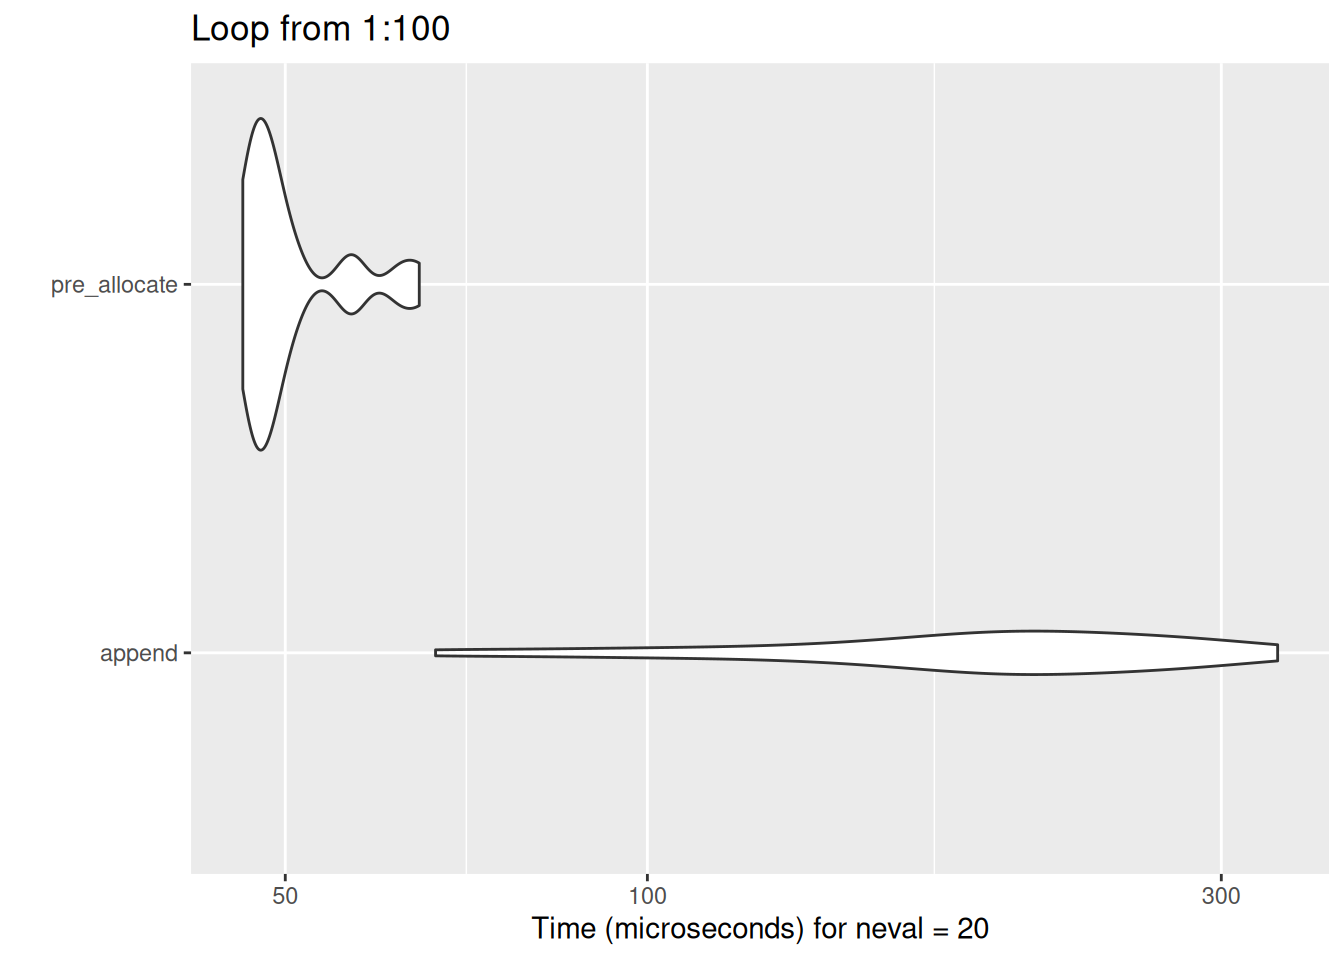 Loop from 1:100
pre_allocate
append
50
100
300
Time (microseconds) for neval = 20